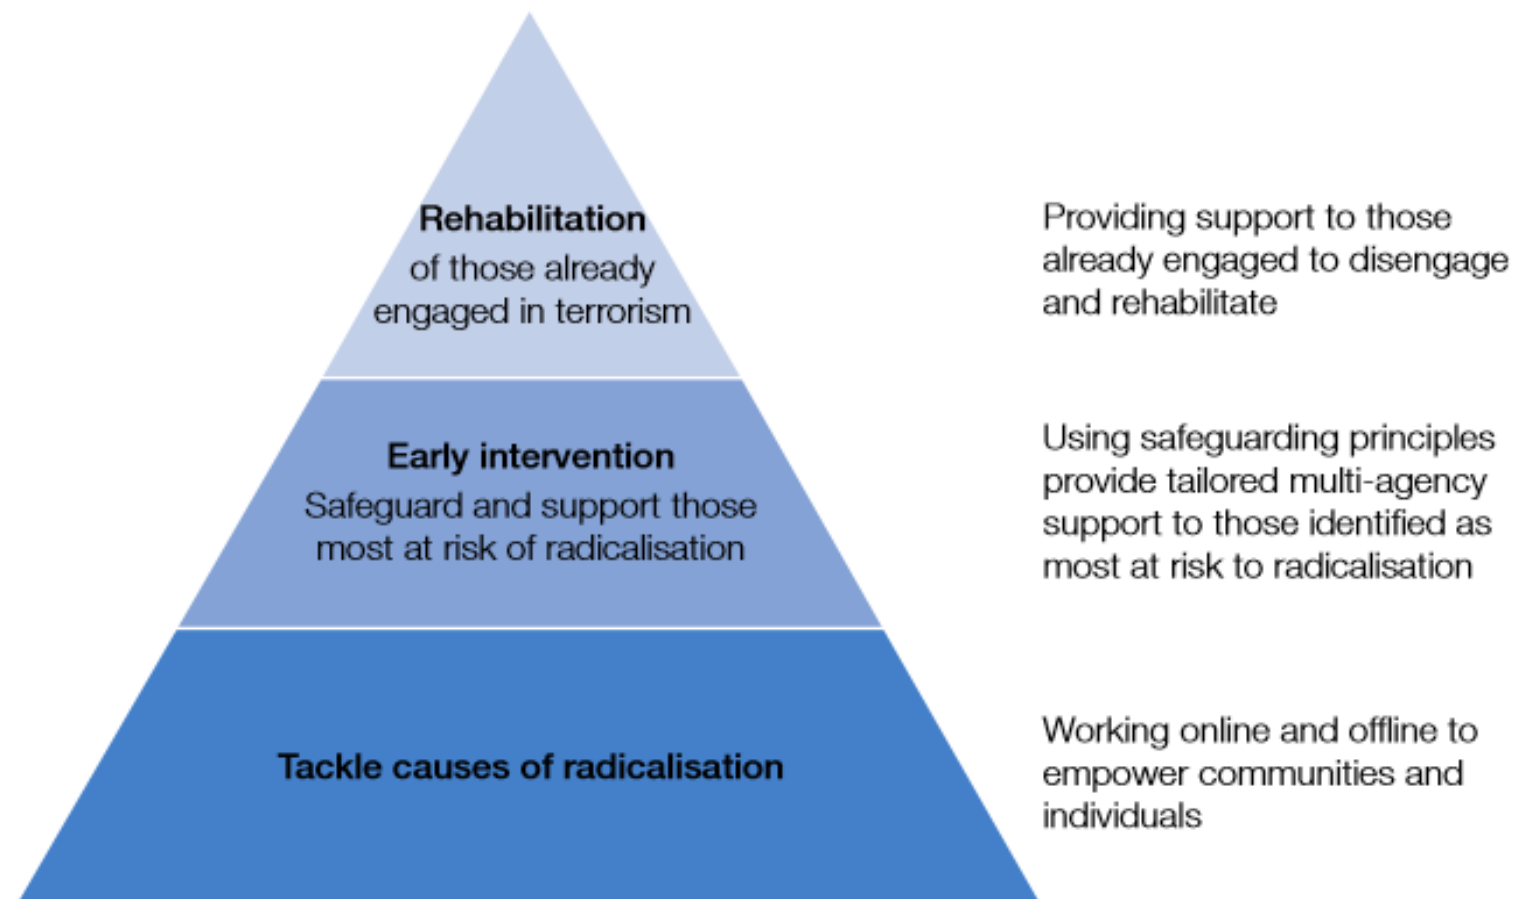 Rehabilitation
of those already
engaged in terrorism
Providing support to those
already engaged to disengage
and rehabilitate
Early intervention
Safeguard and support those
most at risk of radicalisation
Using safeguarding principles
provide tailored multi-agency
support to those identified as
most at risk to radicalisation
Tackle causes of radicalisation
Working online and offline to
empower communities and
individuals